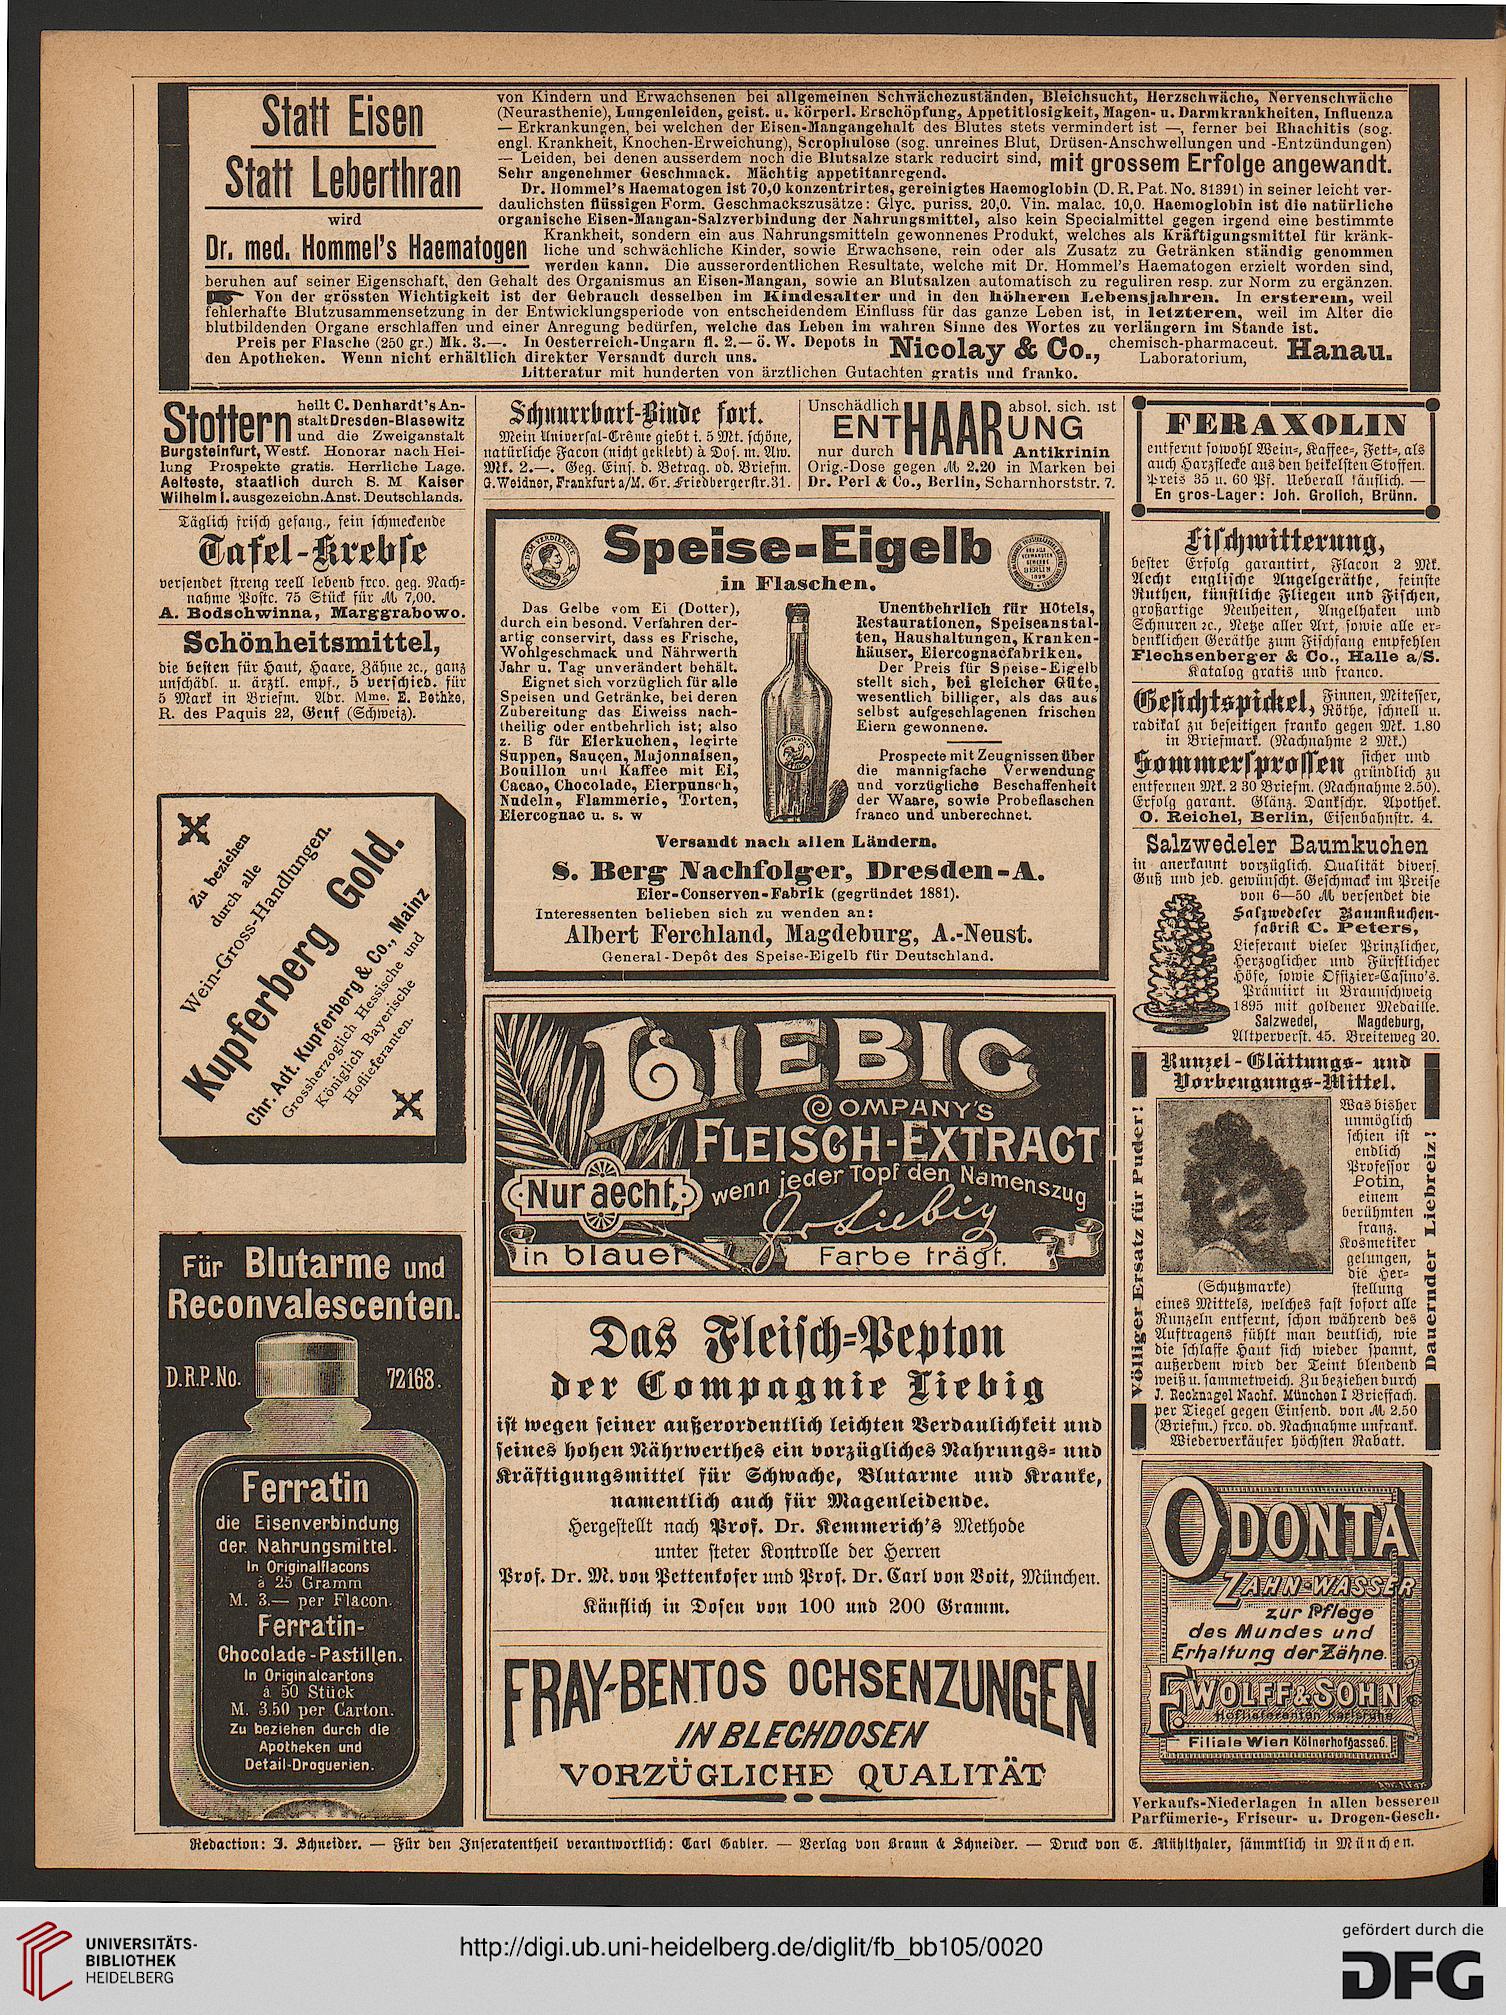 Statt Eisen
Statt Leberthran
wird
Dr. med. Hommel's Haematogen
von Kindern und Erwachsenen bei allgemeinen Schwächezuständen, Bleichsucht, Herzschwäche, Nervenschwäche
(Neurasthenie), Lungenleiden, geist. u. körperl. Erschöpfung, Appetitlosigkeit, Magen- u. Darmkrankheiten, Influenza
— Erkrankungen, bei welchen der Eisen-Mangangehalt des Blutes stets vermindert ist —, ferner bei Rhachitis (sog.
engl. Krankheit, Knochen-Erweichung), Scrophulose (sog. unreines Blut, Drüsen-Anschwellungen und -Entzündungen)
— Leiden, bei denen ausserdem noch die Blutsalze stark reducirt sind, mit grossem Erfolge angewandt.
Sehr angenehmer Geschmack. Mächtig appetitanregend.
Dr. Hommel's Haematogen ist 70,0 konzentrirtes, gereinigtes Haemoglobin (D. R. Pat. No. 81391) in seiner leicht ver-
daulichsten flüssigen Form. Geschmackszusätze: Glyc. puriss. 20,0. Vin. malac. 10,0. Haemoglobin ist die natürliche
organische Eisen-Mangan-Salzverbindung der Nahrungsmittel, also kein Specialmittel gegen irgend eine bestimmte
Krankheit, sondern ein aus Nahrungsmitteln gewonnenes Produkt, welches als Kräftigungsmittel für kränk-
liche und schwächliche Kinder, sowie Erwachsene, rein oder als Zusatz zu Getränken ständig genommen
werden kann. Die ausserordentlichen Resultate, welche mit Dr. Hommel's Haematogen erzielt worden sind,
beruhen auf seiner Eigenschaft, den Gehalt des Organismus an Eisen-Mangan, sowie an Blutsalzen automatisch zu reguliren resp. zur Norm zu ergänzen.
Von der grössten Wichtigkeit ist der Gebrauch desselben im Kindesalter und in den höheren Lebensjahren. In ersterem, weil
fehlerhafte Blutzusammensetzung in der Entwicklungsperiode von entscheidendem Einfluss für das ganze Leben ist, in letzteren, weil im Alter die
blutbildenden Organe erschlaffen und einer Anregung bedürfen, welche das Leben im wahren Sinne des Wortes zu verlängern im Stande ist.
Preis per Flasche (250 gr.) Mk. 3.—. In Oesterreich-Ungarn fl. 2.— ö. W. Depots in
den Apotheken. Wenn nicht erhältlich direkter Versandt durch uns.
Nicolay & Co., chemisch-pharmaceut. Laboratorium, Hanau.
Litteratur mit hunderten von ärztlichen Gutachten gratis und franko.
Stottern heilt C. Denhardt's An-
stalt Dresden-Blasewitz
und die Zweiganstalt
Burgsteinfurt, Westf. Honorar nach Hei-
lung Prospekte gratis. Herrliche Lage.
Aelteste, staatlich durch S. M. Kaiser
Wilhelm I. ausgezeichn. Anst. Deutschlands.
Täglich frisch gefang., fein schmeckende
Tafel-Krebse
versendet streng reell lebend frco. geg. Nach-
nahme Postc. 75 Stück für M 7,00.
A. Bodschwinna, Marggrabowo.
Schönheitsmittel,
die besten für Haut, Haare, Zähne ꝛc., ganz
unschädl. u. ärztl. empf., 5 verschied. für
5 Mark in Briefm. Adr. Mme. E. Bethke,
R. des Paquis 22, Genf (Schweiz).
Zu beziehen
durch alle
Wein-Gross-Handlungen.
Kupferberg Gold.
Chr. Adt. Kupferberg & Co., Mainz
Grossherzoglich Hessische und
Königlich Bayerische
Hoflieferanten.
Für Blutarme und
Reconvalescenten.
D.R.P. No. 72168.
Ferratin
die Eisenverbindung
der Nahrungsmittel.
In Originalflacons
à 25 Gramm
M. 3.— per Flacon.
Ferratin-
Chocolade-Pastillen.
In Originalcartons
à 50 Stück
M. 3.50 per Carton.
Zu beziehen durch die
Apotheken und
Detail-Droguerien.
Schnurrbart-Binde fort.
Mein Universal-Crême giebt i. 5 Mt. schöne,
natürliche Facon (nicht geklebt) à Dos. m. Aw.
Mk. 2.—. Geg. Eins. d. Betrag. od. Briefm.
G. Weidner, Frankfurt a/M. Gr. Friedbergerstr. 31.
Unschädlich absol. sich. ist
ENTHAARUNG
nur durch Antikrinin
Orig.-Dose gegen M 2.20 in Marken bei
Dr. Perl & Co., Berlin, Scharnhorststr. 7.
Speise-Eigelb
in Flaschen.
BERLIN
Das Gelbe vom Ei (Dotter),
durch ein besond. Verfahren der-
artig conservirt, dass es Frische,
Wohlgeschmack und Nährwerth
Jahr u. Tag unverändert behält.
Eignet sich vorzüglich für alle
Speisen und Getränke, bei deren
Zubereitung das Eiweiss nach-
theilig oder entbehrlich ist; also
z. B für Eierkuchen, legirte
Suppen, Sauçen, Majonnaisen,
Bouillon und Kaffee mit Ei,
Cacao, Chocolade, Eierpunsch,
Nudeln, Flammerie, Torten,
Eiercognac u. s. w
Unentbehrlich für Hôtels,
Restaurationen, Speiseanstal-
ten, Haushaltungen, Kranken-
häuser, Eiercognacfabriken.
Der Preis für Speise-Eigelb
stellt sich, bei gleicher Güte,
wesentlich billiger, als das aus
selbst aufgeschlagenen frischen
Eiern gewonnene.
Prospecte mit Zeugnissen über
die mannigfache Verwendung
und vorzügliche Beschaffenheit
der Waare, sowie Probeflaschen
franco und unberechnet.
Versandt nach allen Ländern.
S. Berg Nachfolger, Dresden-A.
Eier-Conserven-Fabrik (gegründet 1881).
Interessenten belieben sich zu wenden an:
Albert Ferchland, Magdeburg, A.-Neust.
General-Depôt des Speise-Eigelb für Deutschland.
LIEBIG
COMPANY'S
FLEISCH-EXTRACT
Nur aecht,
wenn jeder Topf den Namenszug
J v Liebig
in blauer Farbe trägt.
Das Fleisch-Pepton
der Compagnie Liebig
ist wegen seiner außerordentlich leichten Verdaulichkeit und
seines hohen Nährwerthes ein vorzügliches Nahrungs- und
Kräftigungsmittel für Schwache, Blutarme und Kranke,
namentlich auch für Magenleidende.
Hergestellt nach Prof. Dr. Kemmerich's Methode
unter steter Kontrolle der Herren
Prof. Dr. M. von Pettenkofer und Prof. Dr. Carl von Voit, München.
Käuflich in Dosen von 100 und 200 Gramm.
FRAY-BENTOS OCHSENZUNGEN
IN BLECHDOSEN
VORZÜGLICHE QUALITÄT
FERAXOLIN
entfernt sowohl Wein-, Kaffee-, Fett-, als
auch Harzflecke aus den heikelsten Stoffen.
Preis 35 u. 60 Pf. Ueberall käuflich. —
En gros-Lager: Joh. Grolich, Brünn.
Fischwitterung,
bester Erfolg garantirt, Flacon 2 Mk.
Aecht englische Angelgeräthe, feinste
Ruthen, künstliche Fliegen und Fischen,
großartige Neuheiten, Angelhaken und
Schnuren ꝛc., Netze aller Art, sowie alle er-
denklichen Geräthe zum Fischfang empfehlen
Flechsenberger & Co., Halle a/S.
Katalog gratis und franco.
Gesichtspickel, Finnen, Mitesser,
Röthe, schnell u.
radikal zu beseitigen franko gegen Mk. 1.80
in Briefmark. (Nachnahme 2 Mk.)
Sommersprossen sicher und
gründlich zu
entfernen Mk. 2 30 Briefm. (Nachnahme 2.50).
Erfolg garant. Glänz. Dankschr. Apothek.
O. Reichel, Berlin, Eisenbahnstr. 4.
Salzwedeler Baumkuchen
in anerkannt vorzüglich. Qualität divers.
Guß und jed. gewünscht. Geschmack im Preise
von 6—50 M versendet die
Salzwedeler Baumkuchen-
fabrik C. Peters,
Lieferant vieler Prinzlicher,
Herzoglicher und Fürstlicher
Höfe, sowie Offizier-Casino's.
Prämiirt in Braunschweig
1895 mit goldener Medaille.
Salzwedel, Magdeburg,
Altperverst. 45. Breiteweg 20.
Runzel-Glättungs- und
Vorbeugungs-Mittel.
Völliger Ersatz für Puder!
Dauernder Liebreiz!
Was bisher
unmöglich
schien ist
endlich
Professor
Potin,
einem
berühmten
franz.
Kosmetiker
gelungen,
die Her-
(Schutzmarke) stellung
eines Mittels, welches fast sofort alle
Runzeln entfernt, schon während des
Auftragens fühlt man deutlich, wie
die schlaffe Haut sich wieder spannt,
außerdem wird der Teint blendend
weiß u. sammetweich. Zu beziehen durch
J. Recknagel Nachf. München I Brieffach.
per Tiegel gegen Einsend. von M 2.50
(Briefm.) frco. od. Nachnahme unfrank.
Wiederverkäufer höchsten Rabatt.
ODONTA
ZAHN-WASSER
zur Pflege
des Mundes und
Erhaltung der Zähne.
F. WOLFF & SOHN
Hoflieferanten Karlsruhe
Filiale Wien Kölnerhofgasse 6.
Verkaufs-Niederlagen in allen besseren
Parfümerie-, Friseur- u. Drogen-Gesch.
Redaction: J. Schneider. — Für den Inseratentheil verantwortlich: Carl Gabler. — Verlag von Braun & Schneider. — Druck von E. Mühlthaler, sämmtlich in München.
UNIVERSITÄTS-
BIBLIOTHEK
HEIDELBERG
http://digi.ub.uni-heidelberg.de/diglit/fb_bb105/0020
gefördert durch die
DFG